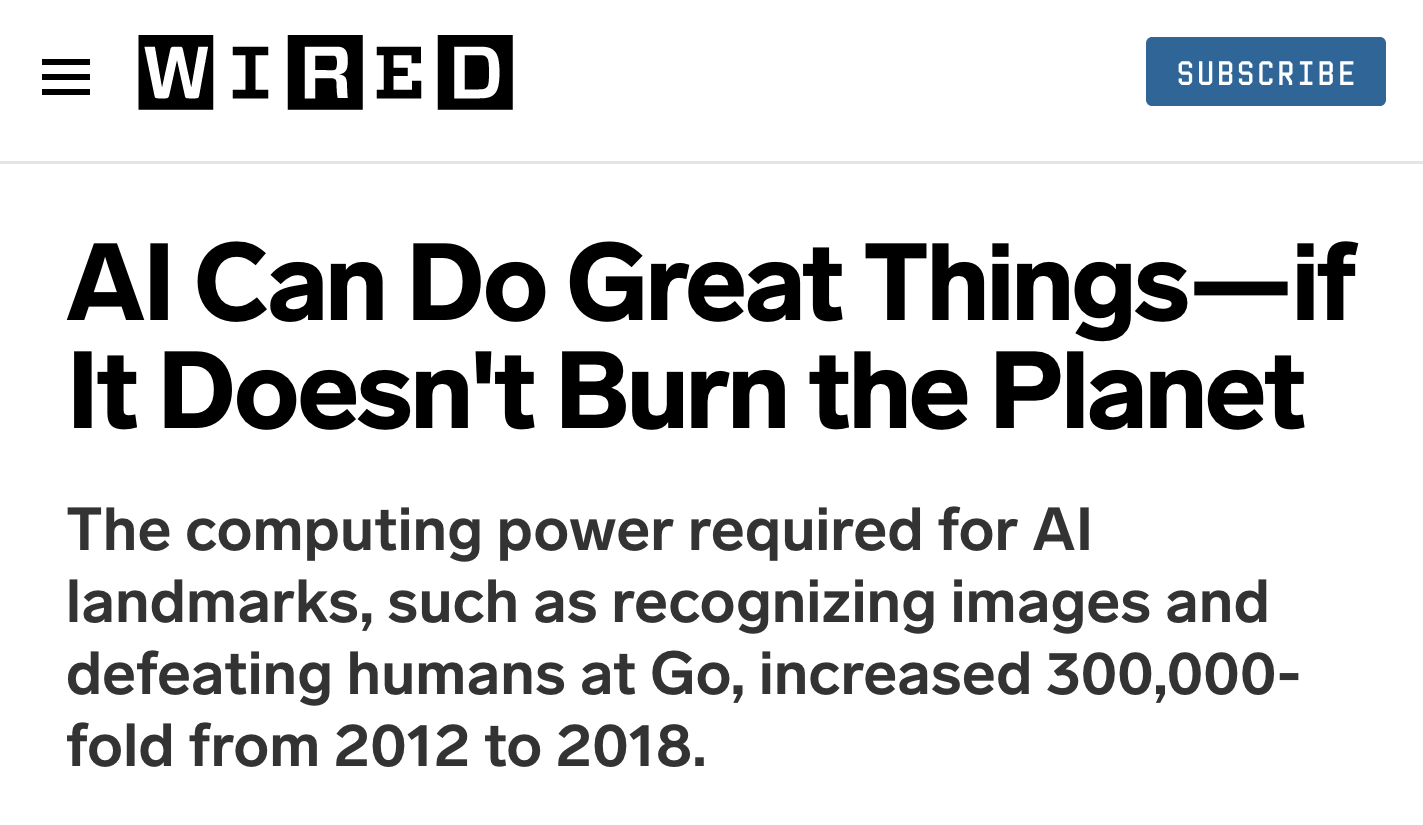 WIRED
SUBSCRIBE
AI Can Do Great Things—if
It Doesn't Burn the Planet
The computing power required for AI
landmarks, such as recognizing images and
defeating humans at Go, increased 300,000-
fold from 2012 to 2018.